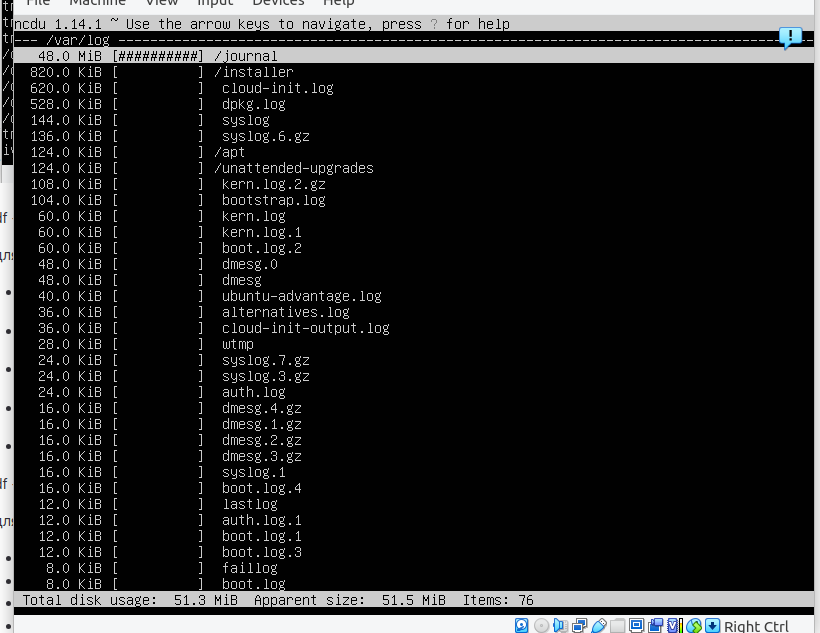 File Machine View Input Devices Help
ncdu 1.14.1 ~ Use the arrow keys to navigate, press ? for help
--- /var/log ---
48.0 MiB [##########] /journal
820.0 KiB [          ] /installer
620.0 KiB [          ]  cloud-init.log
528.0 KiB [          ]  dpkg.log
144.0 KiB [          ]  syslog
136.0 KiB [          ]  syslog.6.gz
124.0 KiB [          ] /apt
124.0 KiB [          ] /unattended-upgrades
108.0 KiB [          ]  kern.log.2.gz
104.0 KiB [          ]  bootstrap.log
60.0 KiB [          ]  kern.log
60.0 KiB [          ]  kern.log.1
60.0 KiB [          ]  boot.log.2
48.0 KiB [          ]  dmesg.0
48.0 KiB [          ]  dmesg
40.0 KiB [          ]  ubuntu-advantage.log
36.0 KiB [          ]  alternatives.log
36.0 KiB [          ]  cloud-init-output.log
28.0 KiB [          ]  wtmp
24.0 KiB [          ]  syslog.7.gz
24.0 KiB [          ]  syslog.3.gz
24.0 KiB [          ]  auth.log
16.0 KiB [          ]  dmesg.4.gz
16.0 KiB [          ]  dmesg.1.gz
16.0 KiB [          ]  dmesg.2.gz
16.0 KiB [          ]  dmesg.3.gz
16.0 KiB [          ]  syslog.1
16.0 KiB [          ]  boot.log.4
12.0 KiB [          ]  lastlog
12.0 KiB [          ]  auth.log.1
12.0 KiB [          ]  boot.log.1
12.0 KiB [          ]  boot.log.3
8.0 KiB [          ]  faillog
8.0 KiB [          ]  boot.log
Total disk usage:  51.3 MiB  Apparent size:  51.5 MiB  Items: 76
Right Ctrl